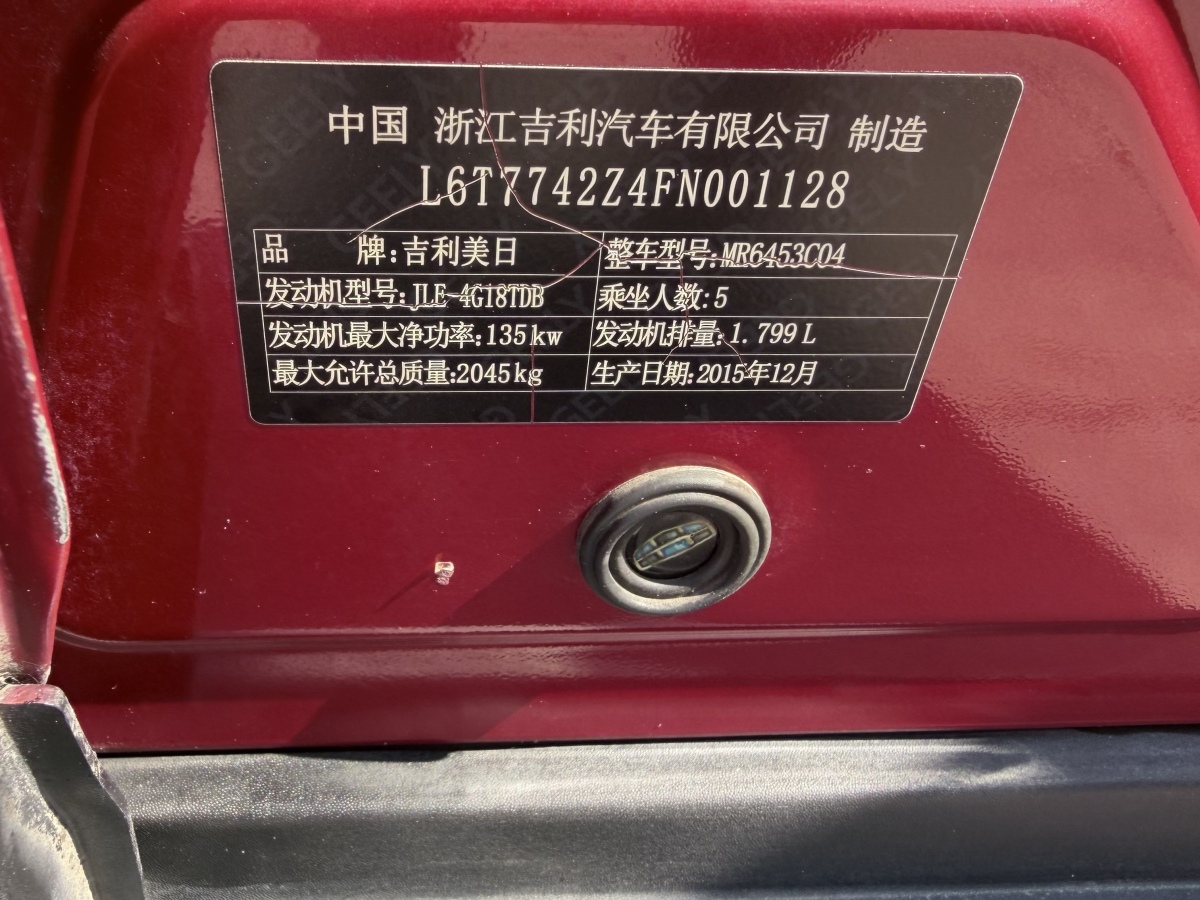 中国 浙江吉利汽车有限公司 制造
L6T7742Z4FN001128
品 牌:吉利美日 整车型号:MR6453C04
发动机型号:JLE-4G18TDB 乘坐人数:5
发动机最大净功率:135kw 发动机排量:1.799L
最大允许总质量:2045kg 生产日期:2015年12月